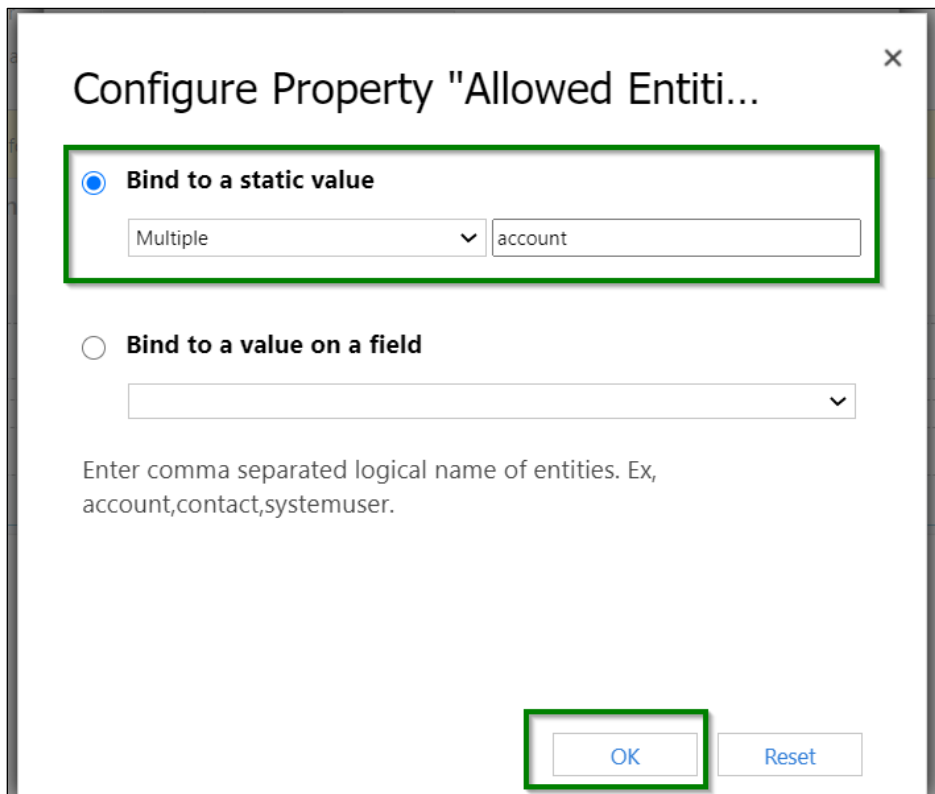 Configure Property "Allowed Entiti...
Bind to a static value
Multiple account
Bind to a value on a field
Enter comma separated logical name of entities. Ex,
account,contact,systemuser.
OK Reset